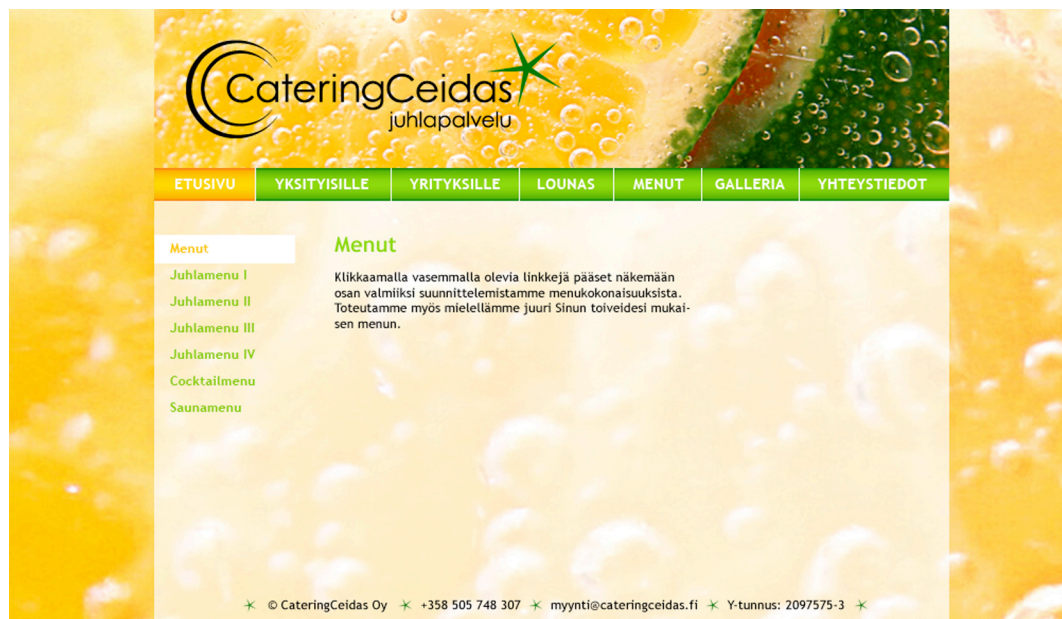 CateringCeidas
juhlapalvelu
ETUSIVU YKSITYISILLE YRITYKSILLE LOUNAS MENUT GALLERIA YHTEYSTIEDOT
Menut
Juhlamenu I
Juhlamenu II
Juhlamenu III
Juhlamenu IV
Cocktailmenu
Saunamenu
Menut
Klikkaamalla vasemmalla olevia linkkejä pääset näkemään
osan valmiiksi suunnittelemistamme menukokonaisuuksista.
Toteutamme myös mielellämme juuri Sinun toiveidesi mukai-
sen menun.
© CateringCeidas Oy +358 505 748 307 myynti@cateringceidas.fi Y-tunnus: 2097575-3